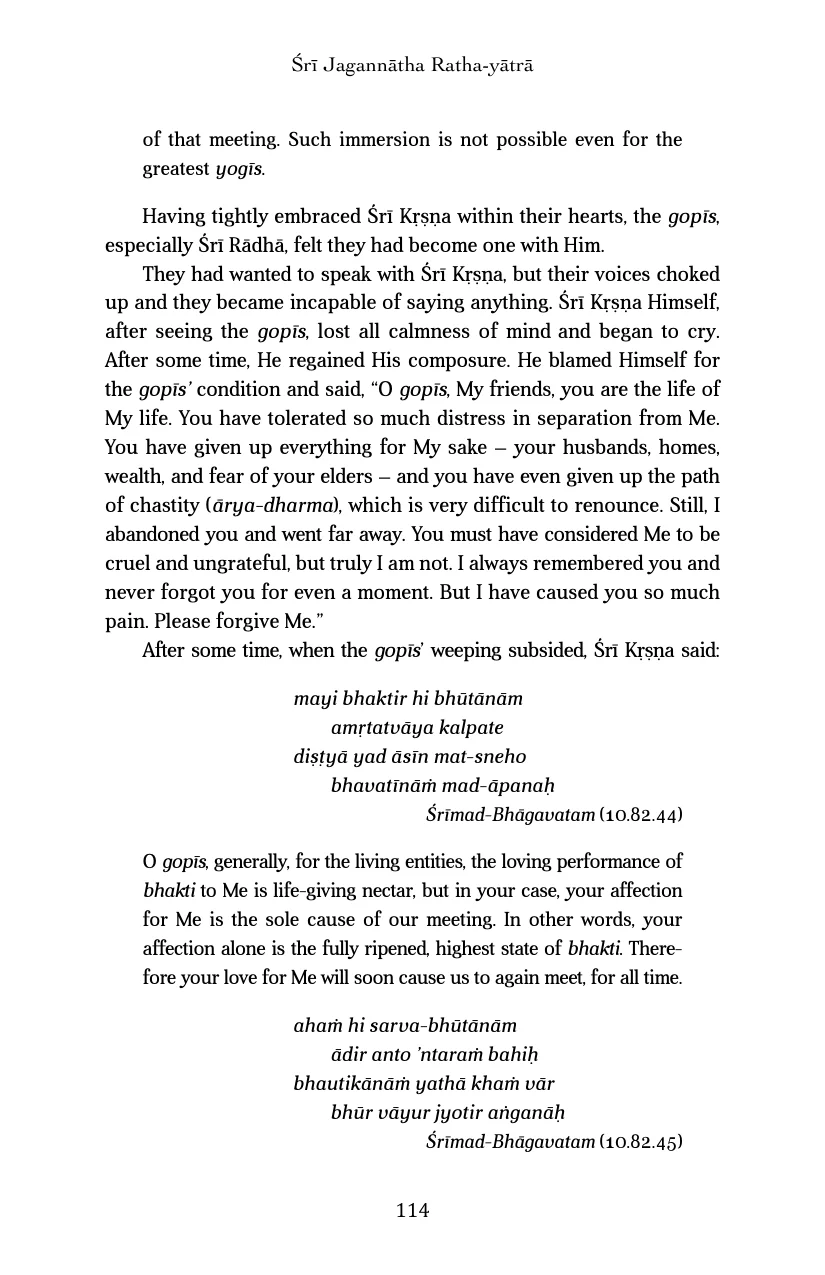 Śrī Jagannātha Ratha-yātrā
of that meeting. Such immersion is not possible even for the
greatest yogīs.
Having tightly embraced Śrī Kṛṣṇa within their hearts, the gopīs,
especially Śrī Rādhā, felt they had become one with Him.
They had wanted to speak with Śrī Kṛṣṇa, but their voices choked
up and they became incapable of saying anything. Śrī Kṛṣṇa Himself,
after seeing the gopīs, lost all calmness of mind and began to cry.
After some time, He regained His composure. He blamed Himself for
the gopīs’ condition and said, “O gopīs, My friends, you are the life of
My life. You have tolerated so much distress in separation from Me.
You have given up everything for My sake – your husbands, homes,
wealth, and fear of your elders – and you have even given up the path
of chastity (ārya-dharma), which is very difficult to renounce. Still, I
abandoned you and went far away. You must have considered Me to be
cruel and ungrateful, but truly I am not. I always remembered you and
never forgot you for even a moment. But I have caused you so much
pain. Please forgive Me.”
After some time, when the gopīs’ weeping subsided, Śrī Kṛṣṇa said:
mayi bhaktir hi bhūtānām
amṛtatvāya kalpate
diṣṭyā yad āsīn mat-sneho
bhavatīnāṁ mad-āpanaḥ
Śrīmad-Bhāgavatam (10.82.44)
O gopīs, generally, for the living entities, the loving performance of
bhakti to Me is life-giving nectar, but in your case, your affection
for Me is the sole cause of our meeting. In other words, your
affection alone is the fully ripened, highest state of bhakti. There-
fore your love for Me will soon cause us to again meet, for all time.
ahaṁ hi sarva-bhūtānām
ādir anto ’ntaraṁ bahiḥ
bhautikānāṁ yathā khaṁ vār
bhūr vāyur jyotir aṅganāḥ
Śrīmad-Bhāgavatam (10.82.45)
114